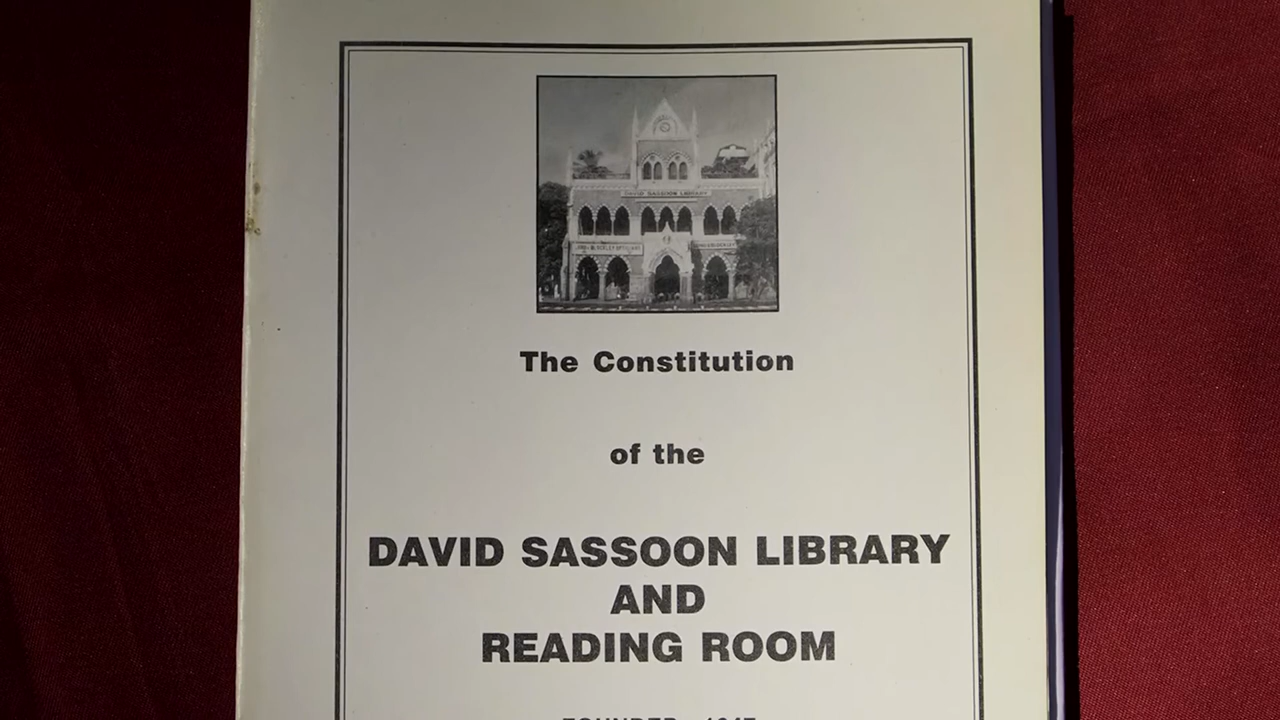 DAVID SASSOON LIBRARY
The Constitution
of the
DAVID SASSOON LIBRARY
AND
READING ROOM